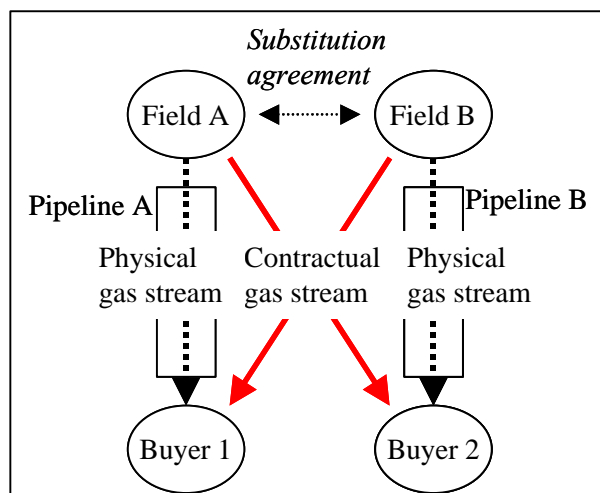 Substitution
agreement
Field A
Field B
Pipeline A
Pipeline B
Physical
gas stream
Contractual
gas stream
Physical
gas stream
Buyer 1
Buyer 2